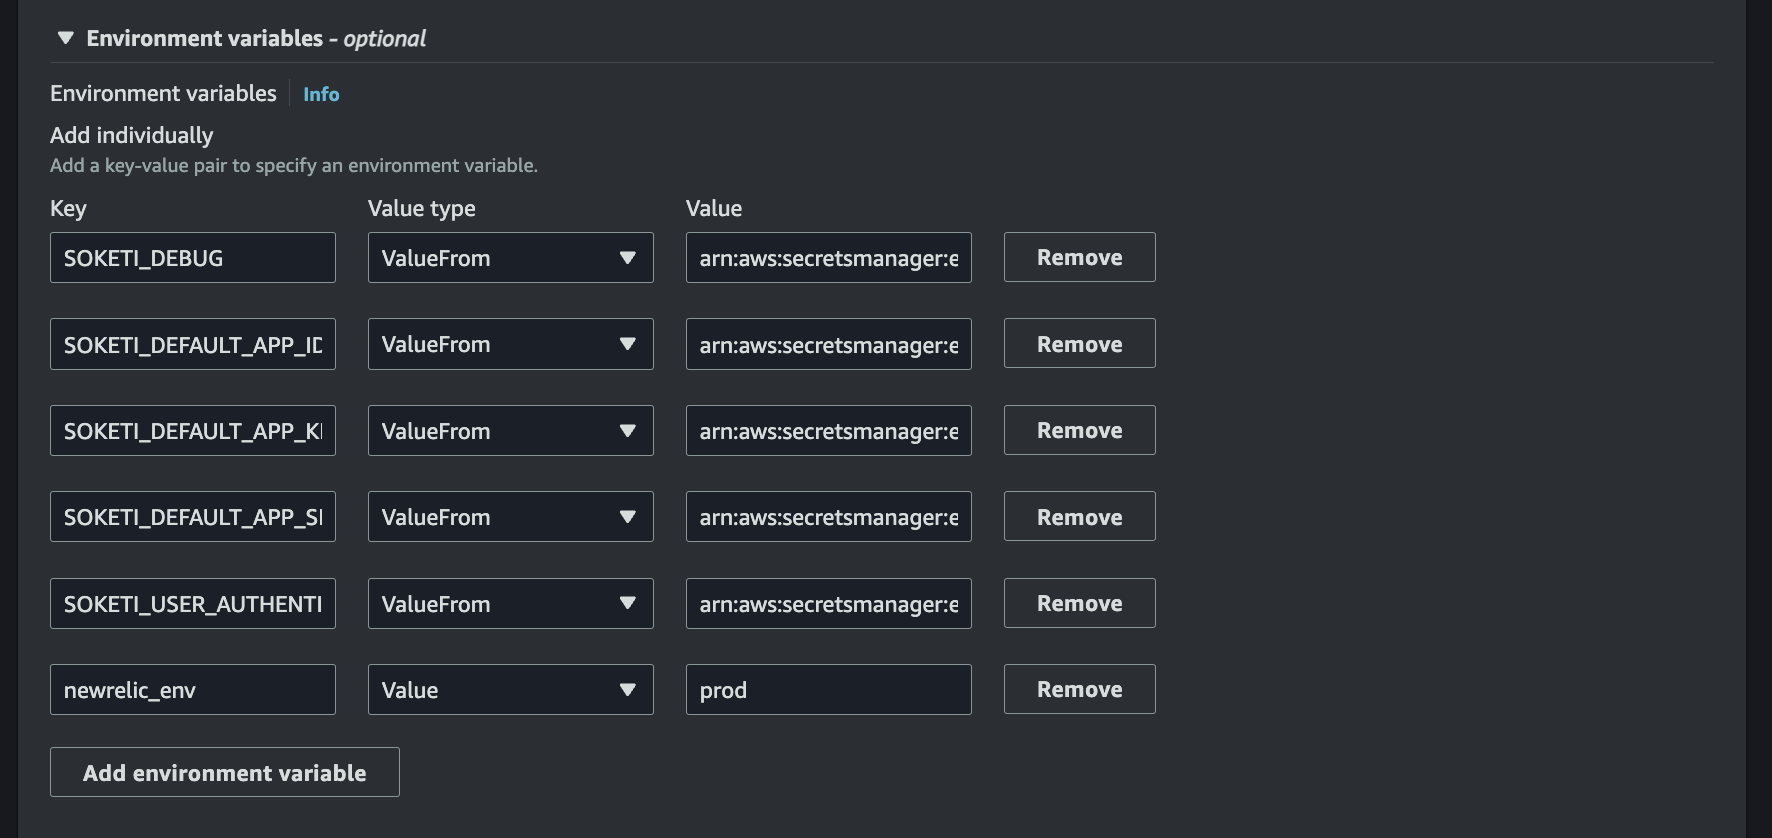 Environment variables - optional
Environment variables Info
Add individually
Add a key-value pair to specify an environment variable.
Key Value type Value
SOKETI_DEBUG ValueFrom arn:aws:secretsmanager:e Remove
SOKETI_DEFAULT_APP_ID ValueFrom arn:aws:secretsmanager:e Remove
SOKETI_DEFAULT_APP_KE ValueFrom arn:aws:secretsmanager:e Remove
SOKETI_DEFAULT_APP_SE ValueFrom arn:aws:secretsmanager:e Remove
SOKETI_USER_AUTHENTI ValueFrom arn:aws:secretsmanager:e Remove
newrelic_env Value prod Remove
Add environment variable